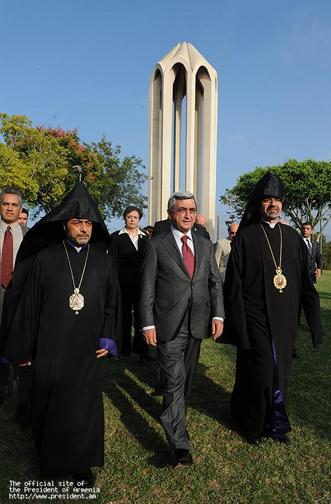 The official site of
the President of Armenia
www.president.am